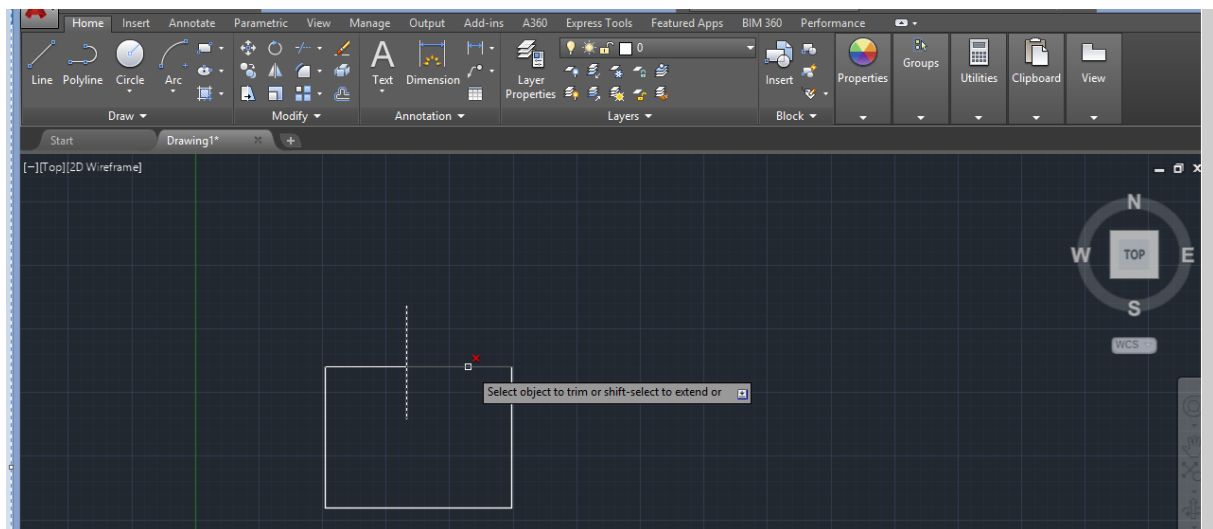 Home Insert Annotate Parametric View Manage Output Add-ins A360 Express Tools Featured Apps BIM 360 Performance
0
Line Polyline Circle Arc Text Dimension Layer Properties Insert Properties Groups Utilities Clipboard View
Draw Modify Annotation Layers Block
Start Drawing1*
[−][Top][2D Wireframe]
N
W TOP E
S
WCS
Select object to trim or shift-select to extend or